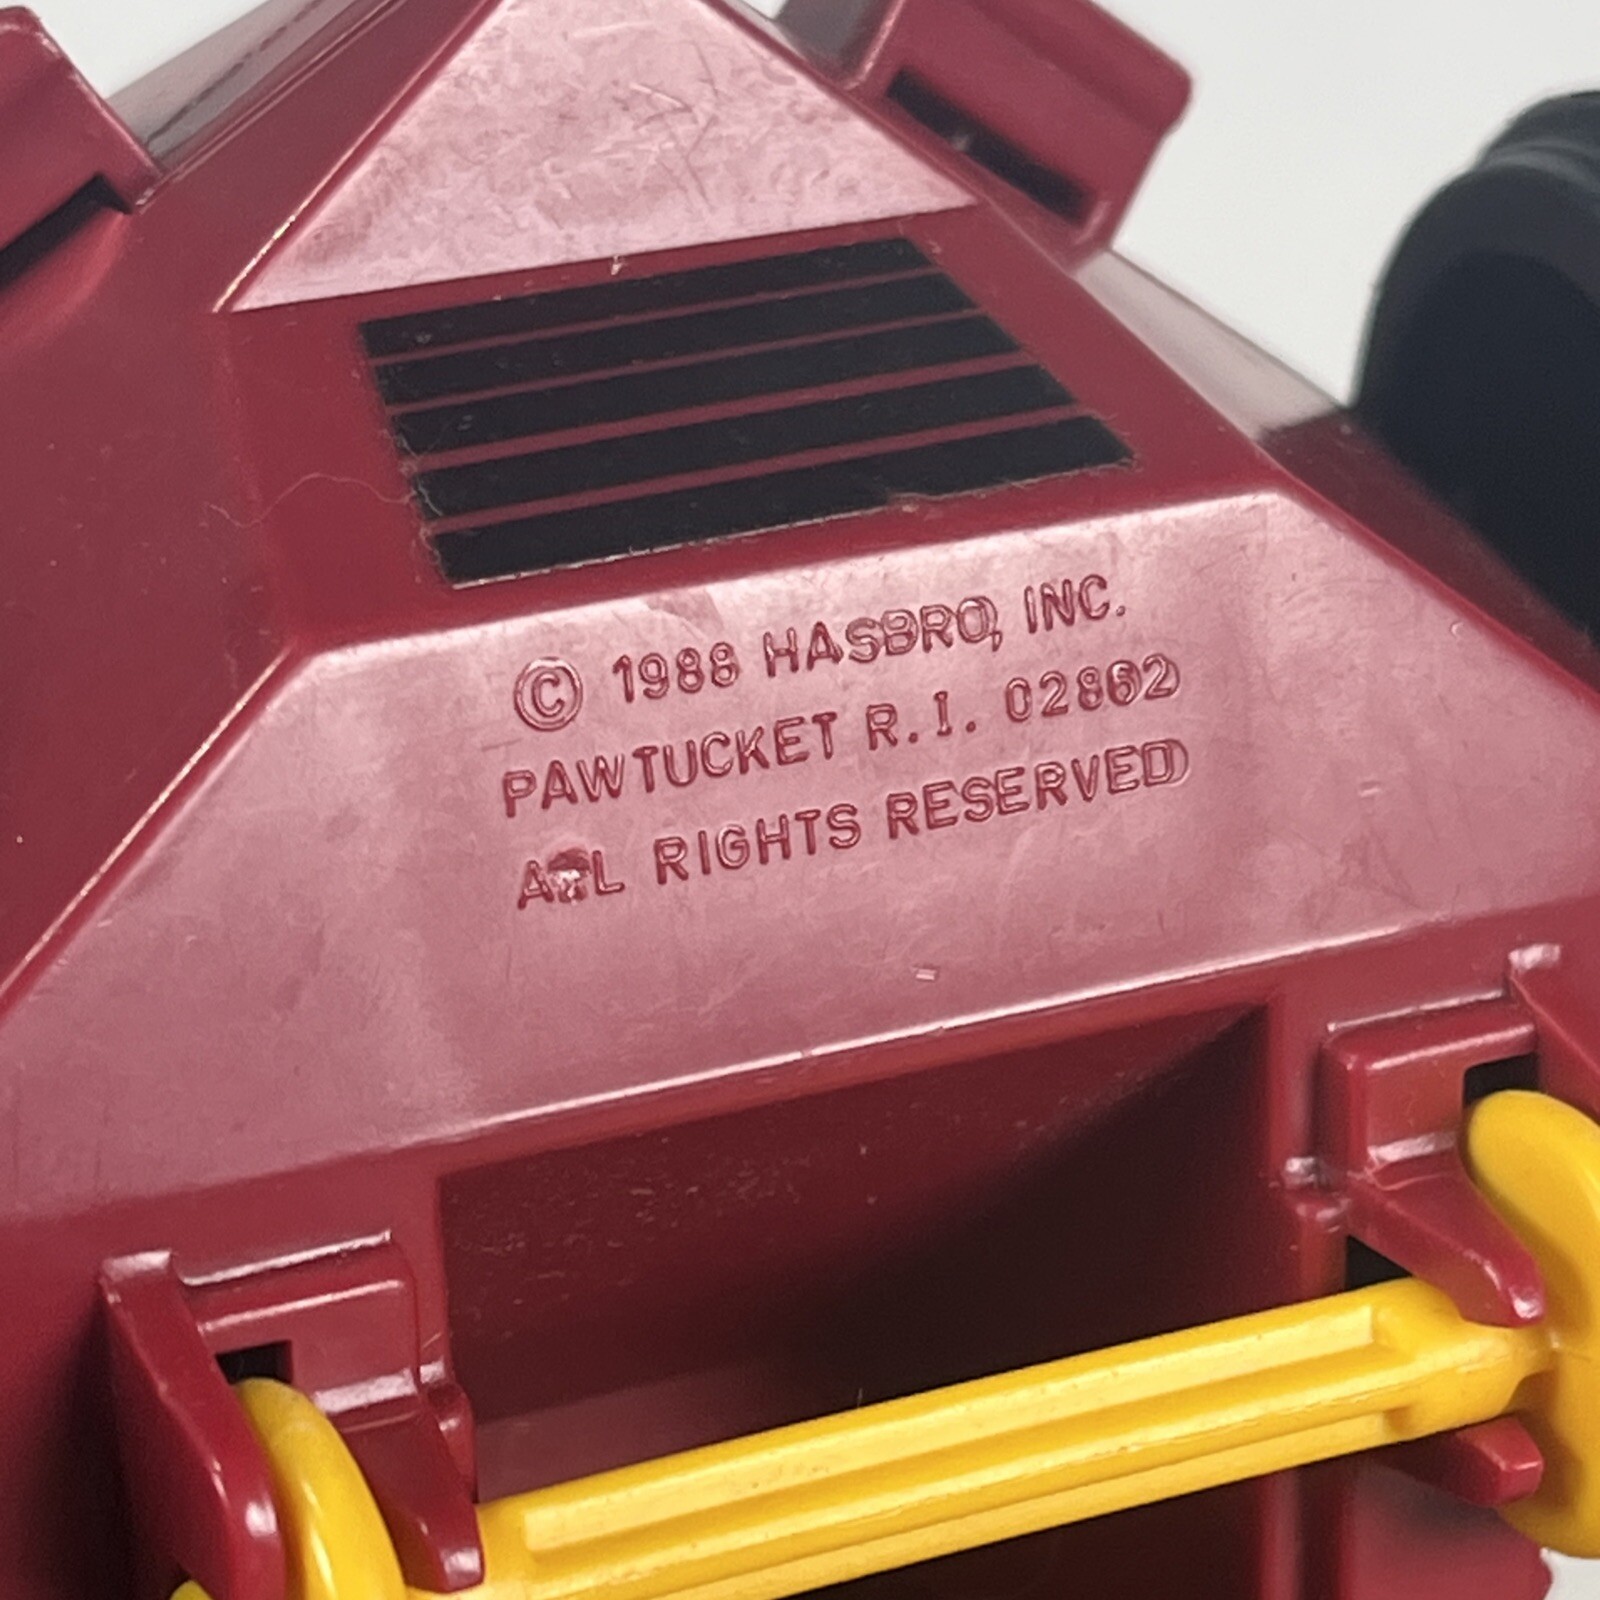 © 1988 HASBRO, INC.
PAWTUCKET R.I. 02862
ALL RIGHTS RESERVED